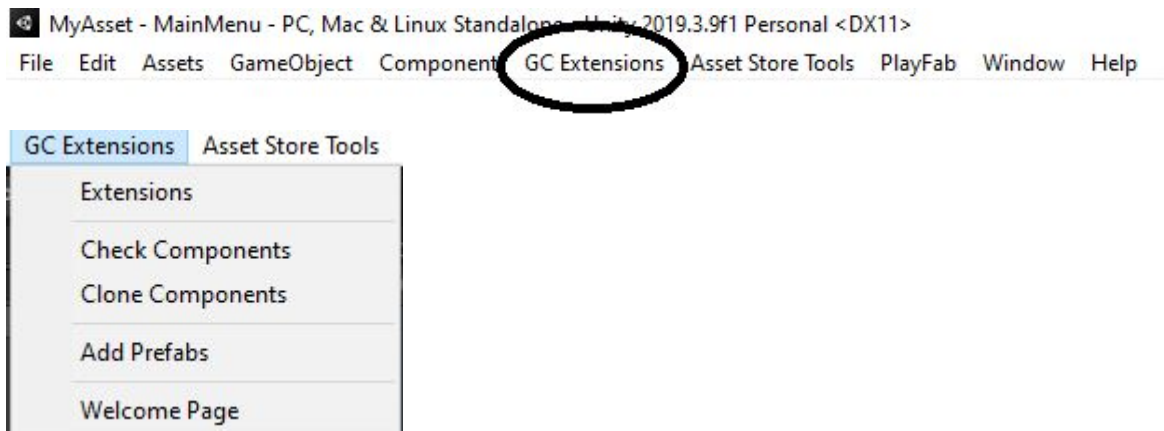 MyAsset - MainMenu - PC, Mac & Linux Standalone - Unity 2019.3.9f1 Personal <DX11>
File Edit Assets GameObject Component GC Extensions Asset Store Tools PlayFab Window Help
GC Extensions Asset Store Tools
Extensions
Check Components
Clone Components
Add Prefabs
Welcome Page